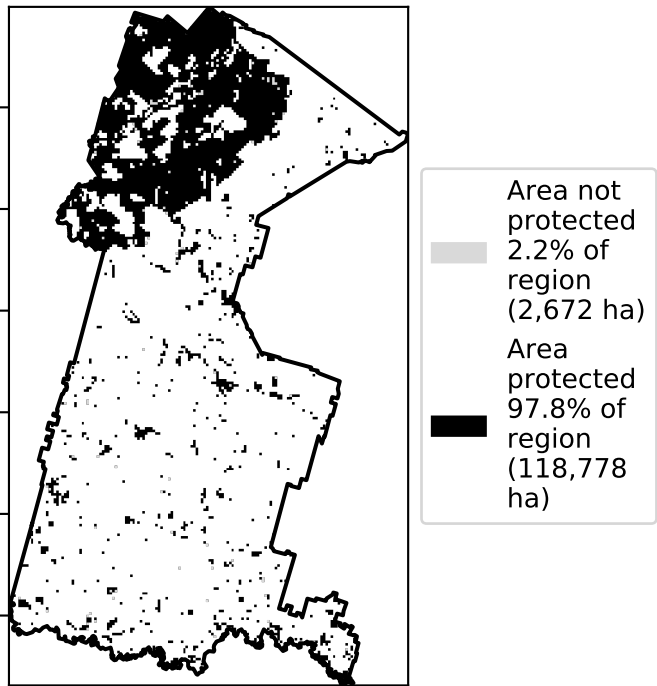 Area not
protected
2.2% of
region
(2,672 ha)
Area
protected
97.8% of
region
(118,778
ha)